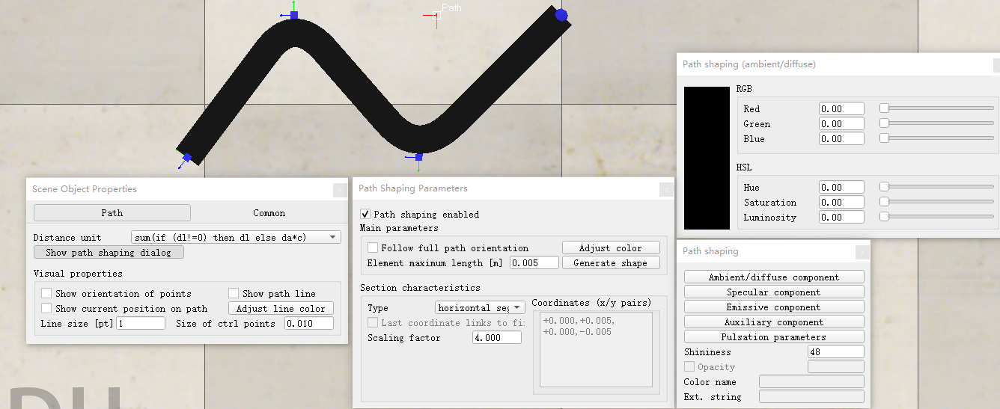 Path
Path shaping (ambient/diffuse)
RGB
Red 0.00
Green 0.00
Blue 0.00
HSL
Hue 0.00
Saturation 0.00
Luminosity 0.00
Scene Object Properties
Path Common
Distance unit sum(if (dl!=0) then dl else da*c)
Show path shaping dialog
Visual properties
Show orientation of points Show path line
Show current position on path Adjust line color
Line size [pt] 1 Size of ctrl points 0.010
Path Shaping Parameters
Path shaping enabled
Main parameters
Follow full path orientation Adjust color
Element maximum length [m] 0.005 Generate shape
Section characteristics
Type horizontal seg
Last coordinate links to fi:
Scaling factor 4.000
Coordinates (x/y pairs)
+0.000,+0.005,
+0.000,-0.005
Path shaping
Ambient/diffuse component
Specular component
Emissive component
Auxiliary component
Pulsation parameters
Shininess 48
Opacity
Color name
Ext. string